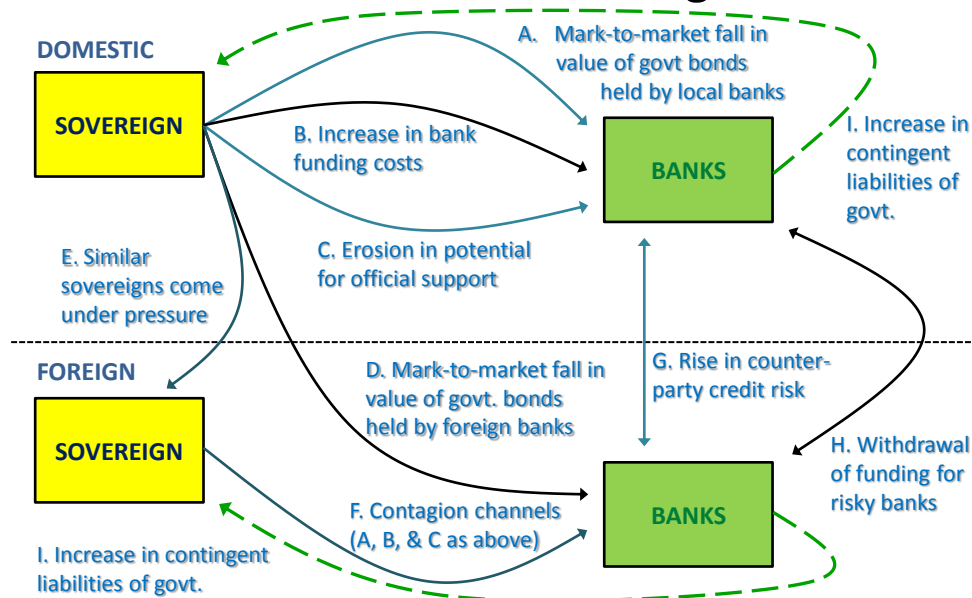 DOMESTIC
SOVEREIGN
A. Mark-to-market fall in
value of govt bonds
held by local banks
B. Increase in bank
funding costs
BANKS
I. Increase in
contingent
liabilities of
govt.
C. Erosion in potential
for official support
E. Similar
sovereigns come
under pressure
FOREIGN
SOVEREIGN
D. Mark-to-market fall in
value of govt. bonds
held by foreign banks
G. Rise in counter-
party credit risk
H. Withdrawal
of funding for
risky banks
F. Contagion channels
(A, B, & C as above)
BANKS
I. Increase in contingent
liabilities of govt.